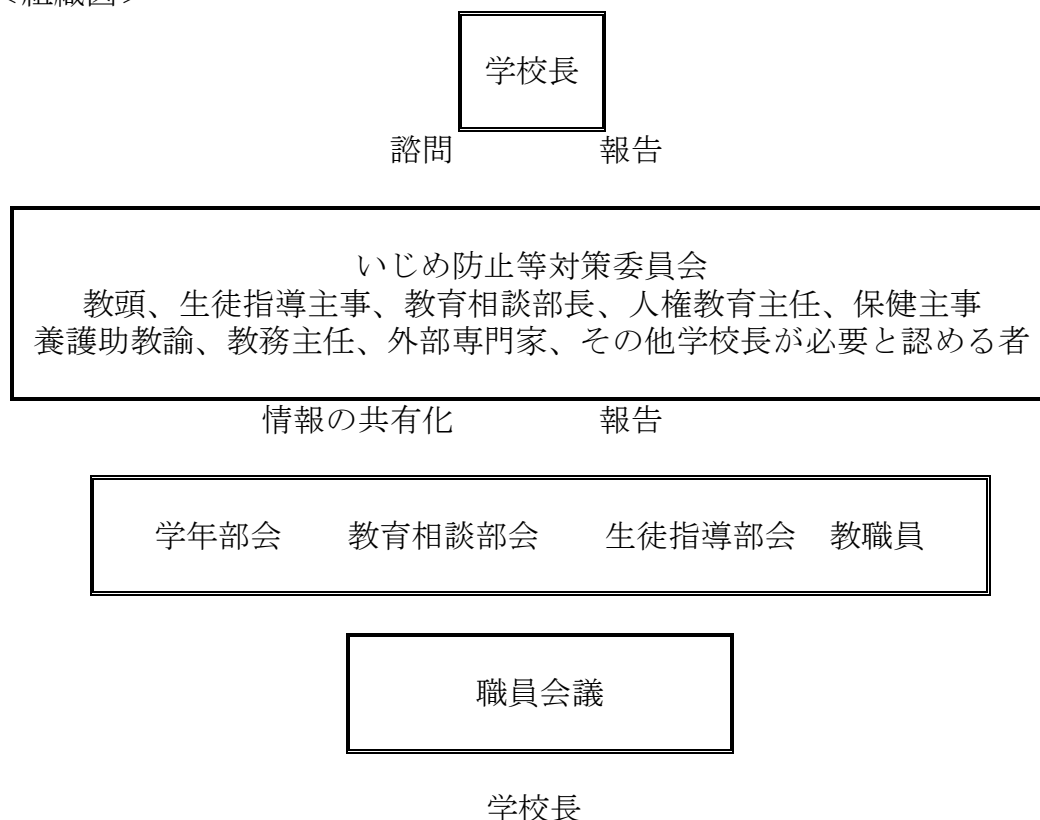 ＜組織図＞
学校長
諮問 報告
いじめ防止等対策委員会
教頭、生徒指導主事、教育相談部長、人権教育主任、保健主事
養護助教諭、教務主任、外部専門家、その他学校長が必要と認める者
情報の共有化 報告
学年部会 教育相談部会 生徒指導部会 教職員
職員会議
学校長